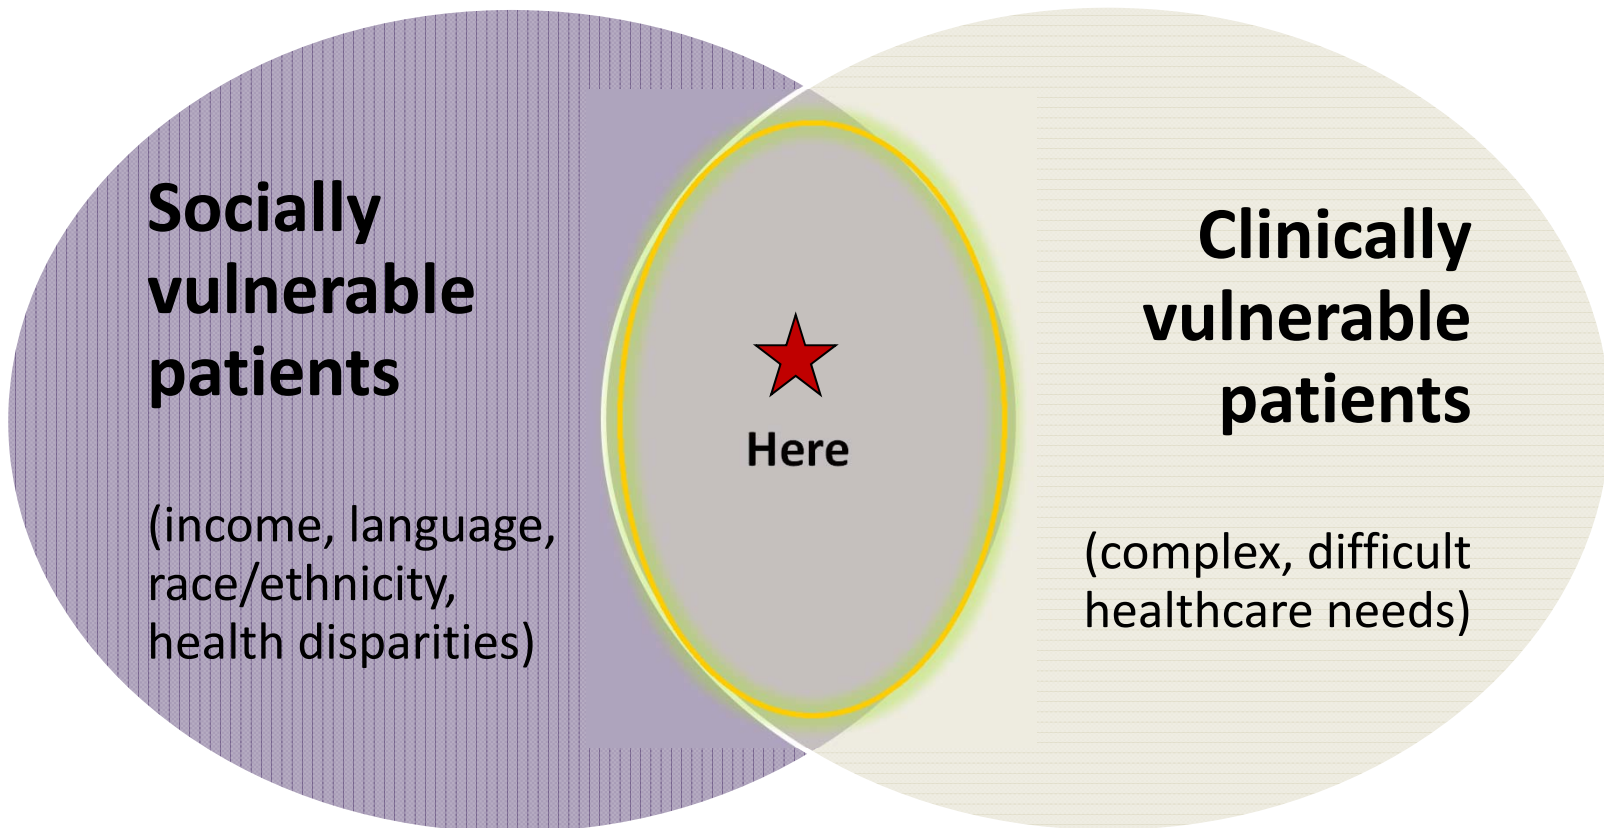 Socially
vulnerable
patients
(income, language,
race/ethnicity,
health disparities)
Here
Clinically
vulnerable
patients
(complex, difficult
healthcare needs)